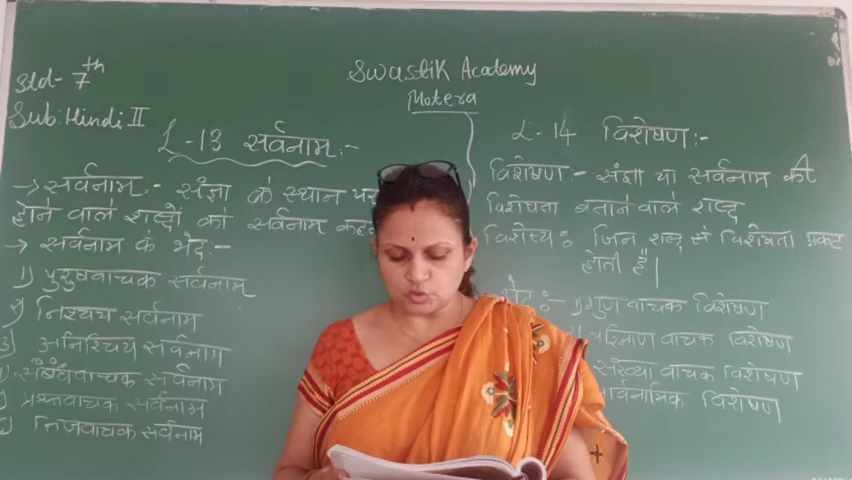 Std- 7th
Sub: Hindi II
Swastik Academy
Motera
L-13 सर्वनाम :-
→ सर्वनाम :- संज्ञा के स्थान पर
होने वाले शब्दों को सर्वनाम कहते
→ सर्वनाम के भेद :-
1) पुरुषवाचक सर्वनाम
2) निश्चय सर्वनाम
3) अनिश्चिय सर्वनाम
संबंधवाचक सर्वनाम
प्रश्नवाचक सर्वनाम
निजवाचक सर्वनाम
L-14 विशेषण :-
विशेषण :- संज्ञा या सर्वनाम की
विशेषता बताने वाले शब्द
विशेष्य : जिन शब्द से विशेषता प्रकट
होती है|
भेद :- 1) गुण वाचक विशेषण
परिमाण वाचक विशेषण
संख्या वाचक विशेषण
सार्वनामिक विशेषण